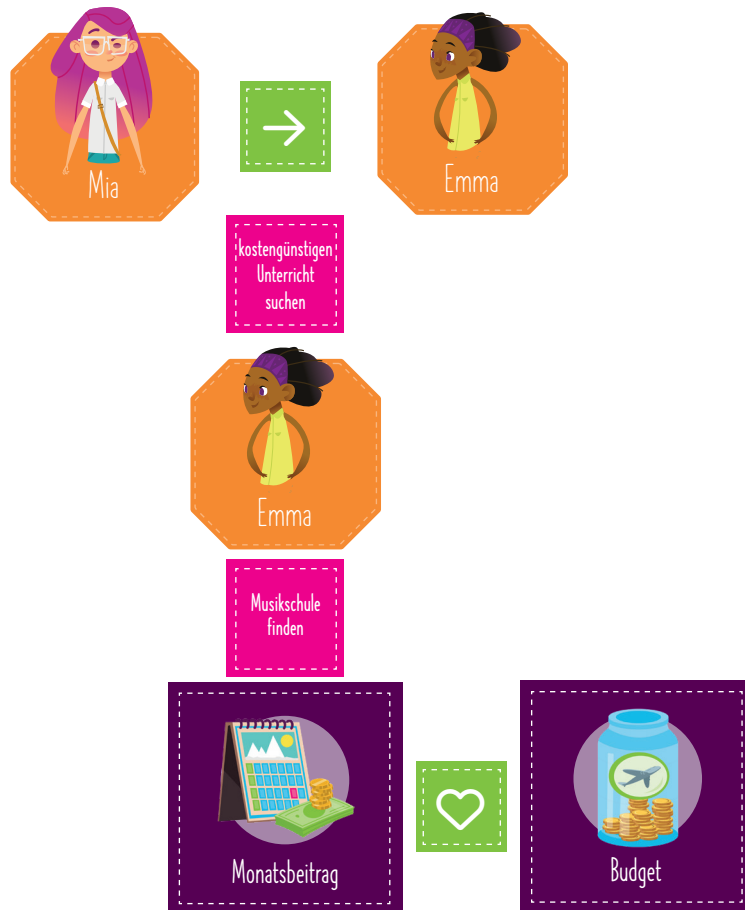 Mia
Emma
kostengünstigen
Unterricht
suchen
Emma
Musikschule
finden
Monatsbeitrag
Budget